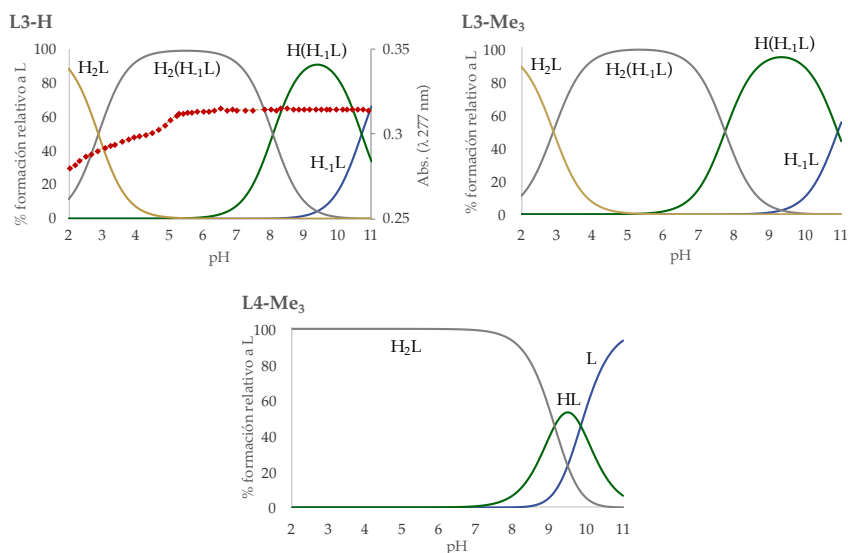 L3-H
% formación relativo a L
100
80
60
40
20
0
H₂L
H₂(H₋₁L)
H(H₋₁L)
H₋₁L
0.35
0.3
0.25
Abs. (λ 277 nm)
2 3 4 5 6 7 8 9 10 11
pH
L3-Me₃
% formación relativo a L
100
80
60
40
20
0
H₂L
H₂(H₋₁L)
H(H₋₁L)
H₋₁L
2 3 4 5 6 7 8 9 10 11
pH
L4-Me₃
% formación relativo a L
100
80
60
40
20
0
H₂L
HL
L
2 3 4 5 6 7 8 9 10 11
pH